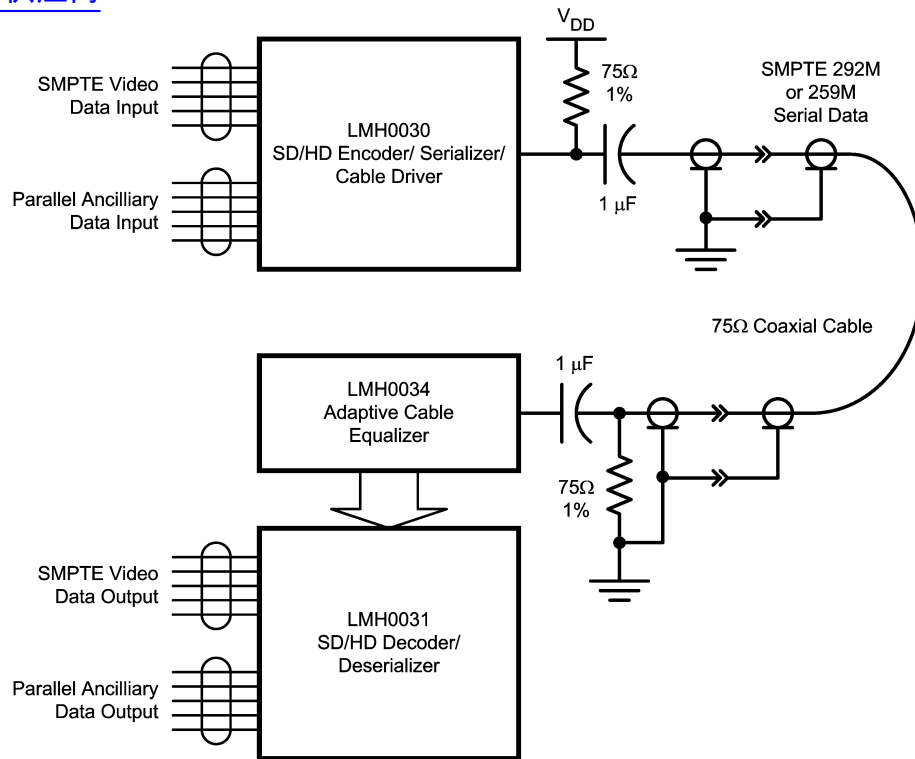 V_DD
SMPTE Video
Data Input
75Ω
1%
SMPTE 292M
or 259M
Serial Data
LMH0030
SD/HD Encoder/ Serializer/
Cable Driver
Parallel Ancilliary
Data Input
1 μF
75Ω Coaxial Cable
LMH0034
Adaptive Cable
Equalizer
1 μF
75Ω
1%
SMPTE Video
Data Output
LMH0031
SD/HD Decoder/
Deserializer
Parallel Ancilliary
Data Output